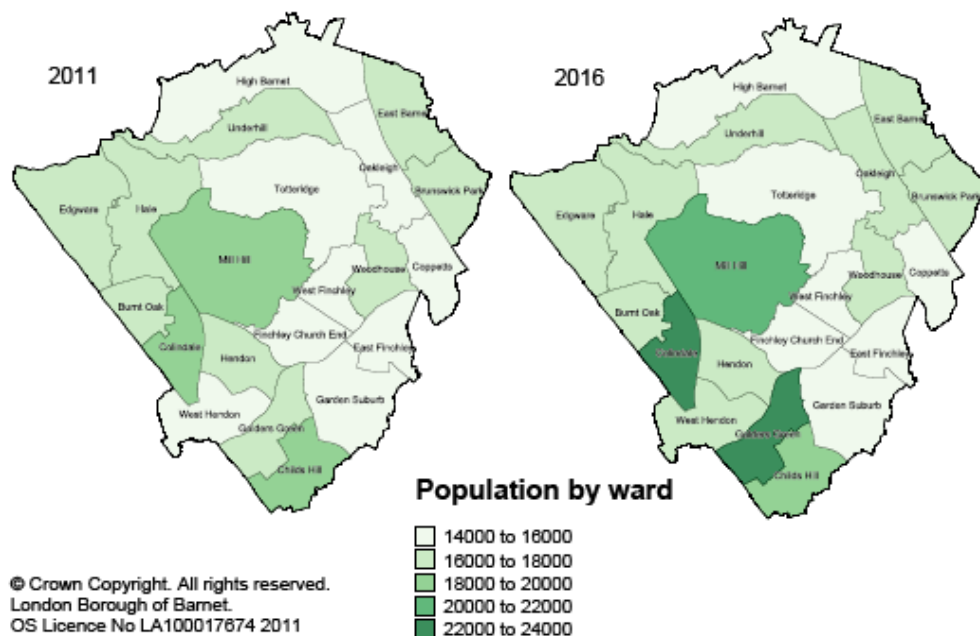 2011
High Barnet
East Barnet
Underhill
Oakleigh
Totteridge
Brunswick Park
Edgware
Hale
Mill Hill
Woodhouse
Coppetts
West Finchley
Burnt Oak
Finchley Church End
East Finchley
Colindale
Hendon
Garden Suburb
West Hendon
Golders Green
Childs Hill
2016
High Barnet
East Barnet
Underhill
Oakleigh
Totteridge
Brunswick Park
Edgware
Hale
Mill Hill
Woodhouse
Coppetts
West Finchley
Burnt Oak
Finchley Church End
East Finchley
Colindale
Hendon
Garden Suburb
West Hendon
Golders Green
Childs Hill
Population by ward
14000 to 16000
16000 to 18000
18000 to 20000
20000 to 22000
22000 to 24000
© Crown Copyright. All rights reserved.
London Borough of Barnet.
OS Licence No LA100017674 2011